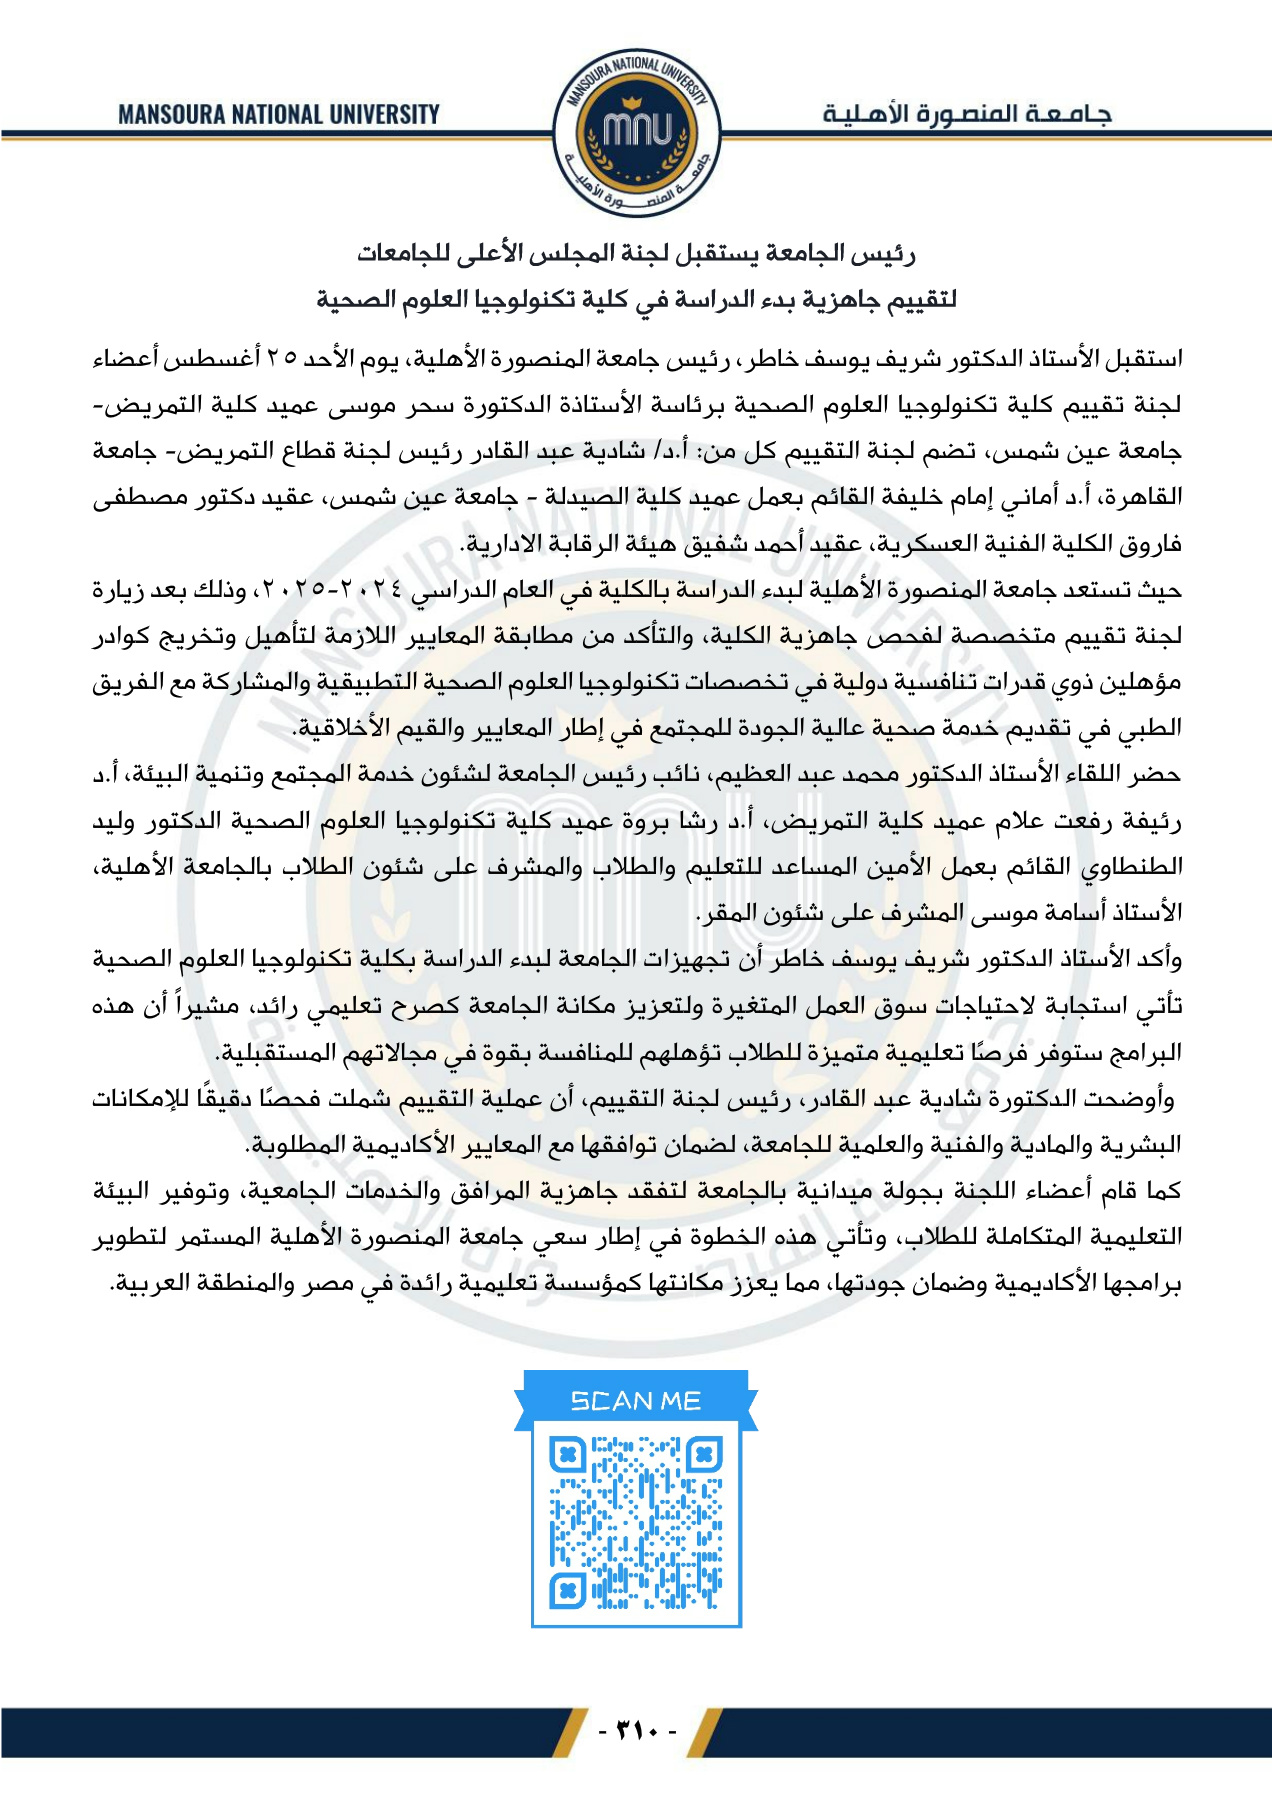 MANSOURA NATIONAL UNIVERSITY
جامعة المنصورة الأهلية
MANSOURA NATIONAL UNIVERSITY
mnu
جامعة المنصورة الأهلية
رئيس الجامعة يستقبل لجنة المجلس الأعلى للجامعات
لتقييم جاهزية بدء الدراسة في كلية تكنولوجيا العلوم الصحية
استقبل الأستاذ الدكتور شريف يوسف خاطر، رئيس جامعة المنصورة الأهلية، يوم الأحد ٢٥ أغسطس أعضاء
لجنة تقييم كلية تكنولوجيا العلوم الصحية برئاسة الأستاذة الدكتورة سحر موسى عميد كلية التمريض-
جامعة عين شمس، تضم لجنة التقييم كل من: أ.د/ شادية عبد القادر رئيس لجنة قطاع التمريض- جامعة
القاهرة، أ.د أماني إمام خليفة القائم بعمل عميد كلية الصيدلة - جامعة عين شمس، عقيد دكتور مصطفى
فاروق الكلية الفنية العسكرية، عقيد أحمد شفيق هيئة الرقابة الادارية.
حيث تستعد جامعة المنصورة الأهلية لبدء الدراسة بالكلية في العام الدراسي ٢٠٢٤-٢٠٢٥، وذلك بعد زيارة
لجنة تقييم متخصصة لفحص جاهزية الكلية، والتأكد من مطابقة المعايير اللازمة لتأهيل وتخريج كوادر
مؤهلين ذوي قدرات تنافسية دولية في تخصصات تكنولوجيا العلوم الصحية التطبيقية والمشاركة مع الفريق
الطبي في تقديم خدمة صحية عالية الجودة للمجتمع في إطار المعايير والقيم الأخلاقية.
حضر اللقاء الأستاذ الدكتور محمد عبد العظيم، نائب رئيس الجامعة لشئون خدمة المجتمع وتنمية البيئة، أ.د
رئيفة رفعت علام عميد كلية التمريض، أ.د رشا بروة عميد كلية تكنولوجيا العلوم الصحية الدكتور وليد
الطنطاوي القائم بعمل الأمين المساعد للتعليم والطلاب والمشرف على شئون الطلاب بالجامعة الأهلية،
الأستاذ أسامة موسى المشرف على شئون المقر.
وأكد الأستاذ الدكتور شريف يوسف خاطر أن تجهيزات الجامعة لبدء الدراسة بكلية تكنولوجيا العلوم الصحية
تأتي استجابة لاحتياجات سوق العمل المتغيرة ولتعزيز مكانة الجامعة كصرح تعليمي رائد، مشيراً أن هذه
البرامج ستوفر فرصًا تعليمية متميزة للطلاب تؤهلهم للمنافسة بقوة في مجالاتهم المستقبلية.
وأوضحت الدكتورة شادية عبد القادر، رئيس لجنة التقييم، أن عملية التقييم شملت فحصًا دقيقًا للإمكانات
البشرية والمادية والفنية والعلمية للجامعة، لضمان توافقها مع المعايير الأكاديمية المطلوبة.
كما قام أعضاء اللجنة بجولة ميدانية بالجامعة لتفقد جاهزية المرافق والخدمات الجامعية، وتوفير البيئة
التعليمية المتكاملة للطلاب، وتأتي هذه الخطوة في إطار سعي جامعة المنصورة الأهلية المستمر لتطوير
برامجها الأكاديمية وضمان جودتها، مما يعزز مكانتها كمؤسسة تعليمية رائدة في مصر والمنطقة العربية.
SCAN ME
- ٣١٠ -